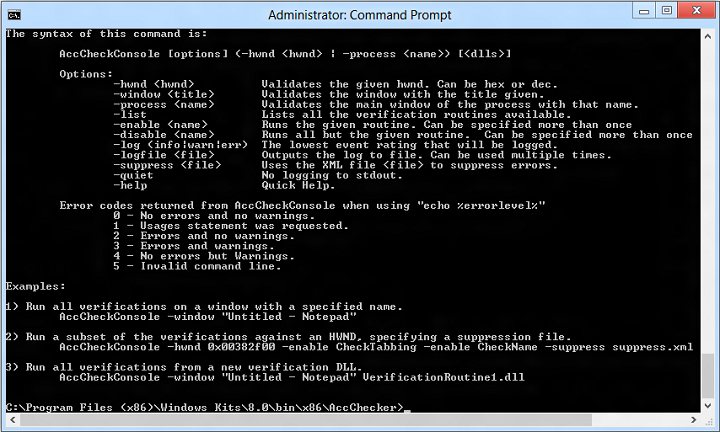 Administrator: Command Prompt
The syntax of this command is:
AccCheckConsole [options] (-hwnd <hwnd> | -process <name>) [<dlls>]
Options:
-hwnd <hwnd> Validates the given hwnd. Can be hex or dec.
-window <title> Validates the window with the title given.
-process <name> Validates the main window of the process with that name.
-list Lists all the verification routines available.
-enable <name> Runs the given routine. Can be specified more than once
-disable <name> Runs all but the given routine.  Can be specified more than once
-log (info|warn|err) The lowest event rating that will be logged.
-logfile <file> Outputs the log to file. Can be used multiple times.
-suppress <file> Uses the XML file <file> to suppress errors.
-quiet No logging to stdout.
-help Quick Help.
Error codes returned from AccCheckConsole when using "echo %errorlevel%"
0 - No errors and no warnings.
1 - Usages statement was requested.
2 - Errors and no warnings.
3 - Errors and warnings.
4 - No errors but Warnings.
5 - Invalid command line.
Examples:
1) Run all verifications on a window with a specified name.
AccCheckConsole -window "Untitled - Notepad"
2) Run a subset of the verifications against an HWND, specifying a suppression file.
AccCheckConsole -hwnd 0x00382f00 -enable CheckTabbing -enable CheckName -suppress suppress.xml
3) Run all verifications from a new verification DLL.
AccCheckConsole -window "Untitled - Notepad" VerificationRoutine1.dll
C:\Program Files (x86)\Windows Kits\8.0\bin\x86\AccChecker>_